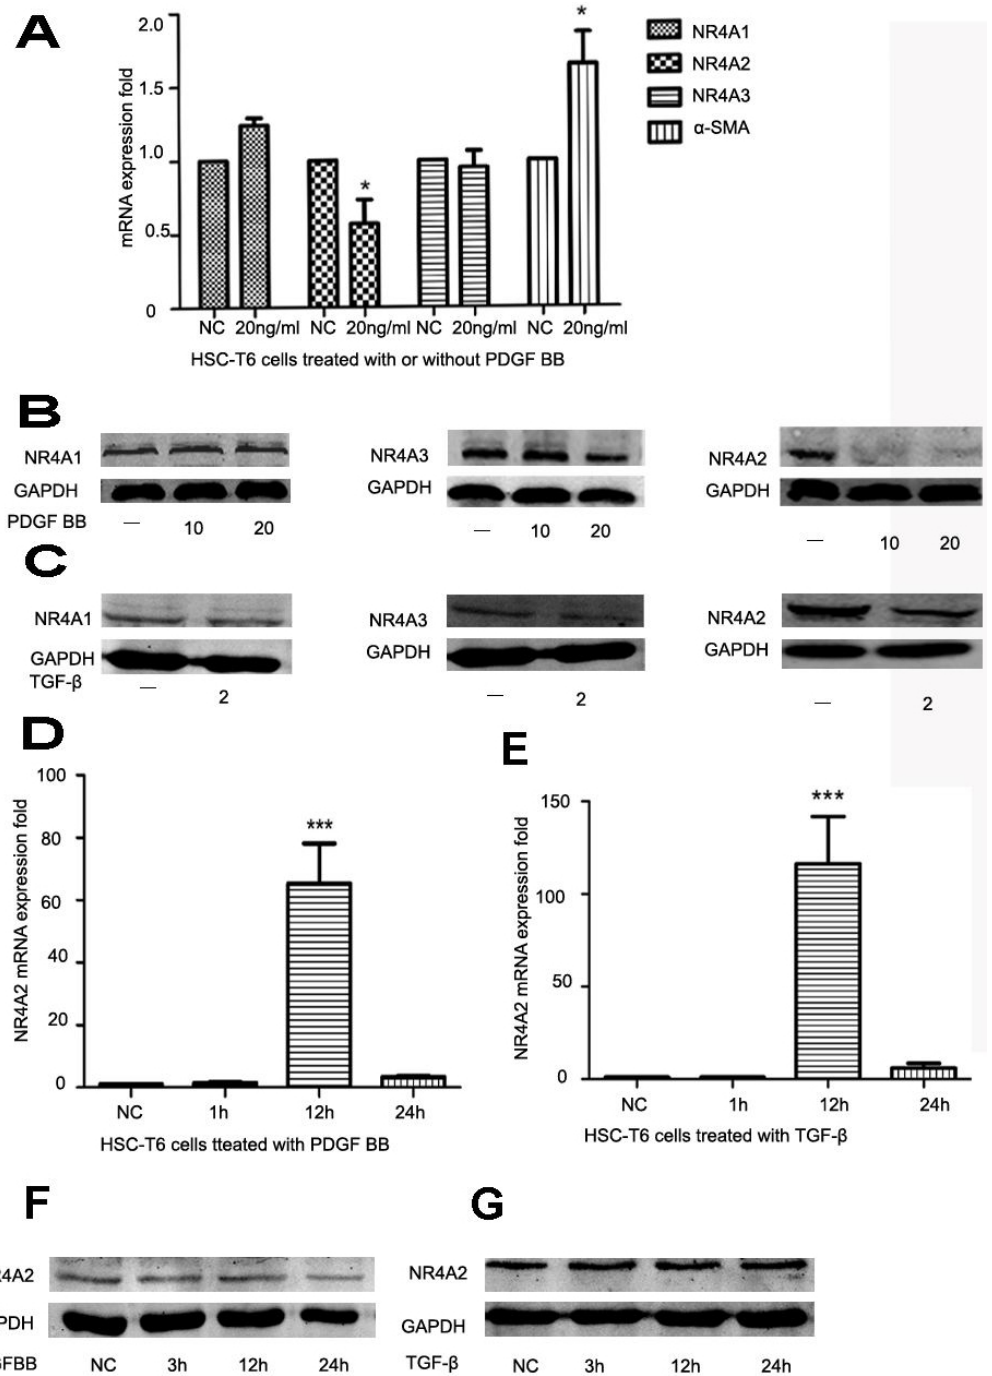 A
2.0
1.5
1.0
0.5
0
mRNA expression fold
*
*
NR4A1
NR4A2
NR4A3
α-SMA
NC 20ng/ml NC 20ng/ml NC 20ng/ml NC 20ng/ml
HSC-T6 cells treated with or without PDGF BB
B
NR4A1
GAPDH
PDGF BB — 10 20
NR4A3
GAPDH
— 10 20
NR4A2
GAPDH
— 10 20
C
NR4A1
GAPDH
TGF-β — 2
NR4A3
GAPDH
— 2
NR4A2
GAPDH
— 2
D
100
80
60
40
20
0
NR4A2 mRNA expression fold
***
NC 1h 12h 24h
HSC-T6 cells tteated with PDGF BB
E
150
100
50
0
NR4A2 mRNA expression fold
***
NC 1h 12h 24h
HSC-T6 cells treated with TGF-β
F
R4A2
PDH
GFBB NC 3h 12h 24h
G
NR4A2
GAPDH
TGF-β NC 3h 12h 24h